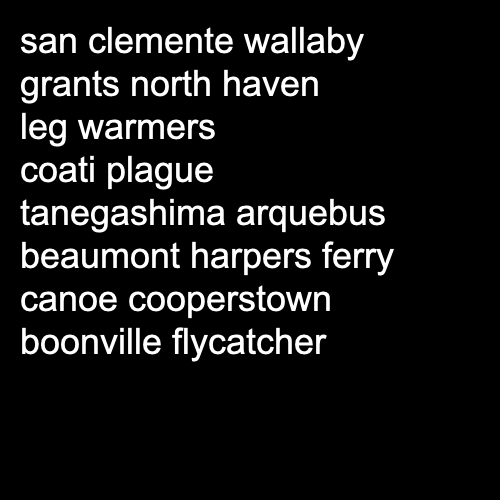 san clemente wallaby
grants north haven
leg warmers
coati plague
tanegashima arquebus
beaumont harpers ferry
canoe cooperstown
boonville flycatcher